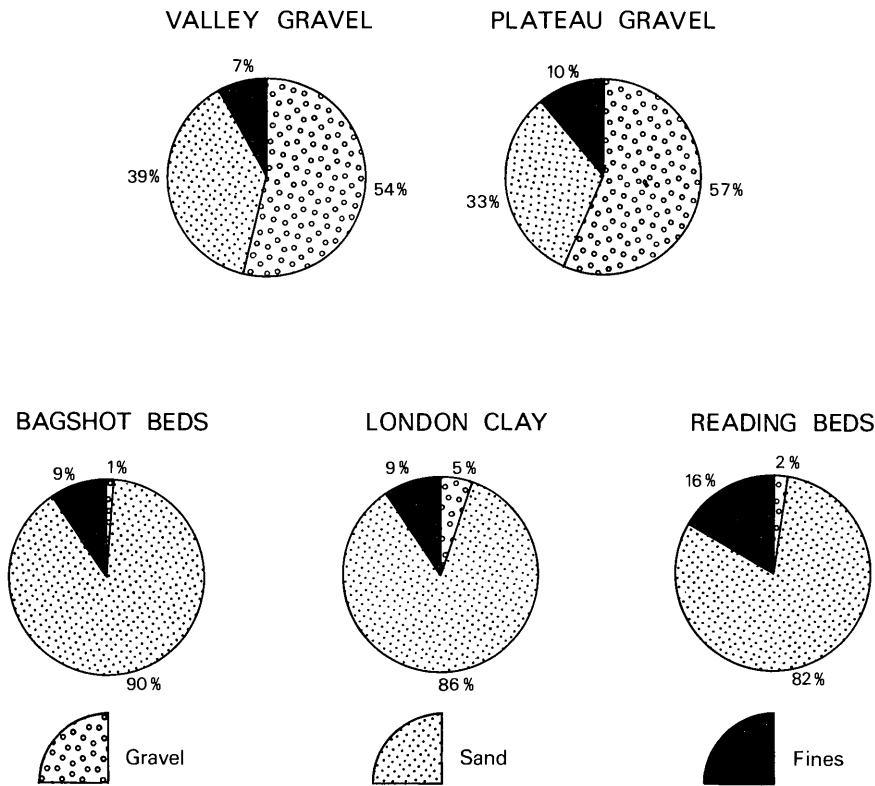 VALLEY GRAVEL
PLATEAU GRAVEL
7%
10%
39%
54%
33%
57%
BAGSHOT BEDS
LONDON CLAY
READING BEDS
9%
1%
9%
5%
16%
2%
90%
86%
82%
Gravel
Sand
Fines